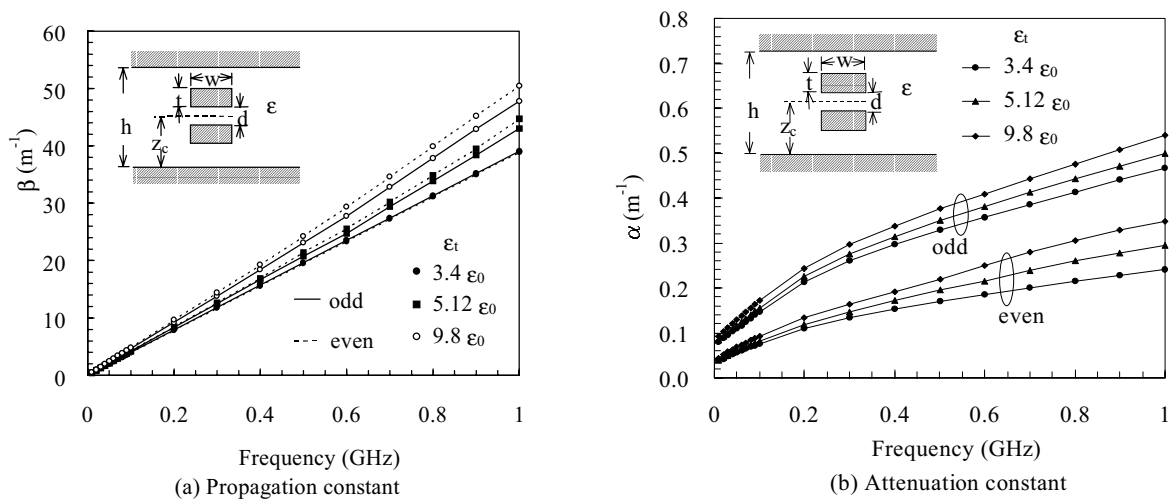 60
50
40
30
20
10
0
β (m⁻¹)
h
t
w
z_c
d
ε
ε_t
3.4 ε₀
5.12 ε₀
9.8 ε₀
odd
even
0 0.2 0.4 0.6 0.8 1
Frequency (GHz)
(a) Propagation constant
0.8
0.7
0.6
0.5
0.4
0.3
0.2
0.1
0.0
α (m⁻¹)
h
t
w
z_c
d
ε
ε_t
3.4 ε₀
5.12 ε₀
9.8 ε₀
odd
even
0 0.2 0.4 0.6 0.8 1
Frequency (GHz)
(b) Attenuation constant